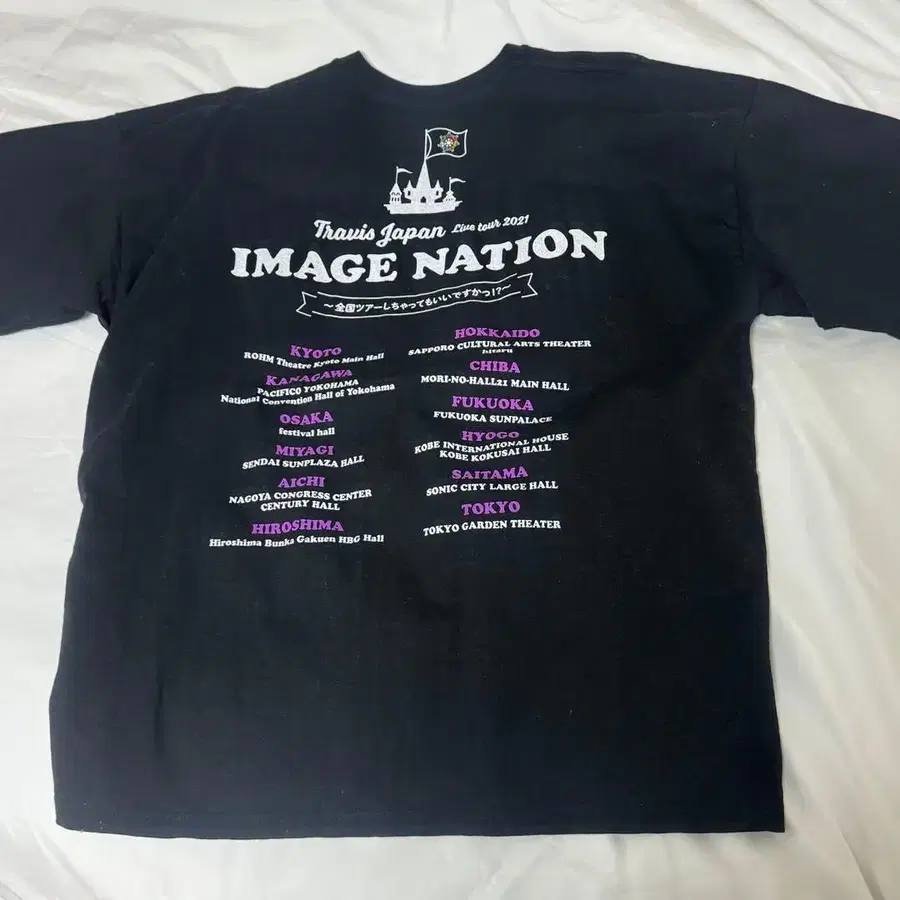 Travis Japan Live tour 2021
IMAGE NATION
～全国ツアーしちゃってもいいですかっ!?～
KYOTO
ROHM Theatre Kyoto Main Hall
KANAGAWA
PACIFICO YOKOHAMA
National Convention Hall of Yokohama
OSAKA
festival hall
MIYAGI
SENDAI SUNPLAZA HALL
AICHI
NAGOYA CONGRESS CENTER
CENTURY HALL
HIROSHIMA
Hiroshima Bunka Gakuen HBG Hall
HOKKAIDO
SAPPORO CULTURAL ARTS THEATER
hitaru
CHIBA
MORI-NO-HALL21 MAIN HALL
FUKUOKA
FUKUOKA SUNPALACE
HYOGO
KOBE INTERNATIONAL HOUSE
KOBE KOKUSAI HALL
SAITAMA
SONIC CITY LARGE HALL
TOKYO
TOKYO GARDEN THEATER